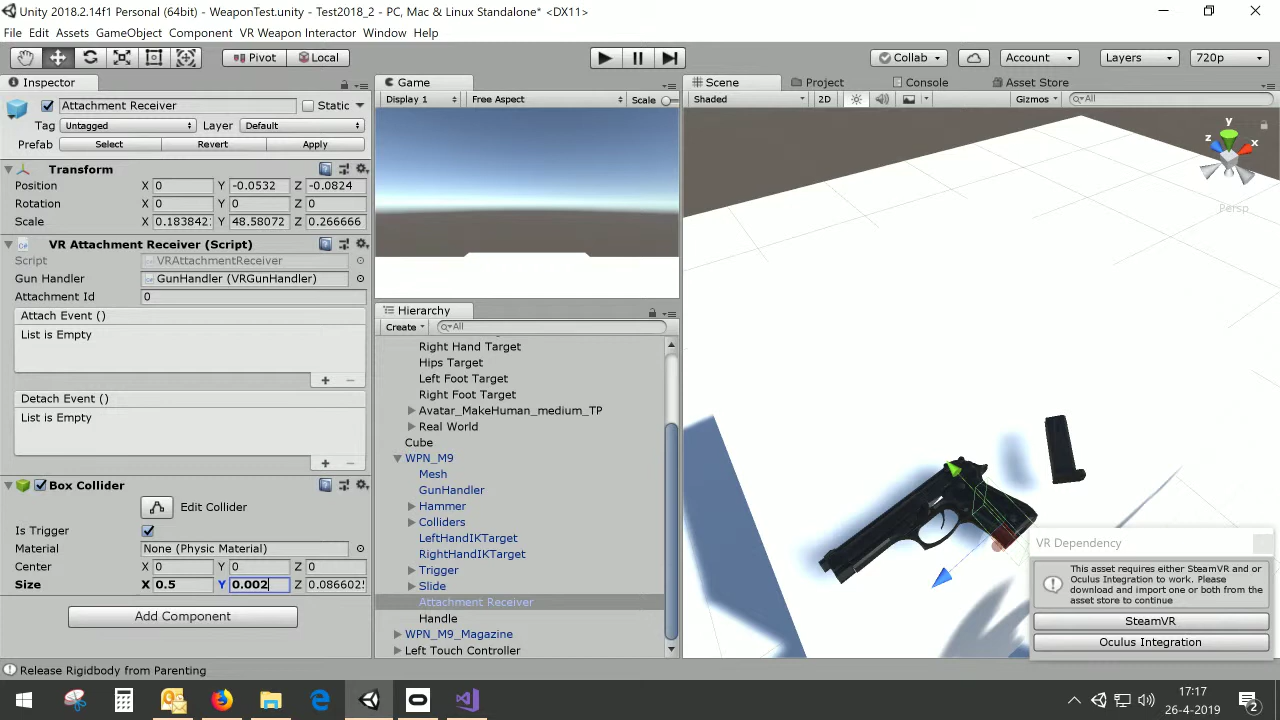 Unity 2018.2.14f1 Personal (64bit) - WeaponTest.unity - Test2018_2 - PC, Mac & Linux Standalone* <DX11>
File Edit Assets GameObject Component VR Weapon Interactor Window Help
Pivot Local Collab Account Layers 720p
Inspector
Attachment Receiver Static
Tag Untagged Layer Default
Prefab Select Revert Apply
Transform
Position X 0 Y -0.0532 Z -0.0824
Rotation X 0 Y 0 Z 0
Scale X 0.183842 Y 48.58072 Z 0.266666
VR Attachment Receiver (Script)
Script VRAttachmentReceiver
Gun Handler GunHandler (VRGunHandler)
Attachment Id 0
Attach Event ()
List is Empty
+ −
Detach Event ()
List is Empty
+ −
Box Collider
Edit Collider
Is Trigger
Material None (Physic Material)
Center X 0 Y 0 Z 0
Size X 0.5 Y 0.002 Z 0.086602
Add Component
Game
Display 1 Free Aspect Scale
Hierarchy
Create All
Right Hand Target
Hips Target
Left Foot Target
Right Foot Target
Avatar_MakeHuman_medium_TP
Real World
Cube
WPN_M9
Mesh
GunHandler
Hammer
Colliders
LeftHandIKTarget
RightHandIKTarget
Trigger
Slide
Attachment Receiver
Handle
WPN_M9_Magazine
Left Touch Controller
Scene Project Console Asset Store
Shaded 2D Gizmos All
y
z x
Persp
VR Dependency
This asset requires either SteamVR and or
Oculus Integration to work, Please
download and import one or both from the
asset store to continue
SteamVR
Oculus Integration
Release Rigidbody from Parenting
17:17
26-4-2019
2